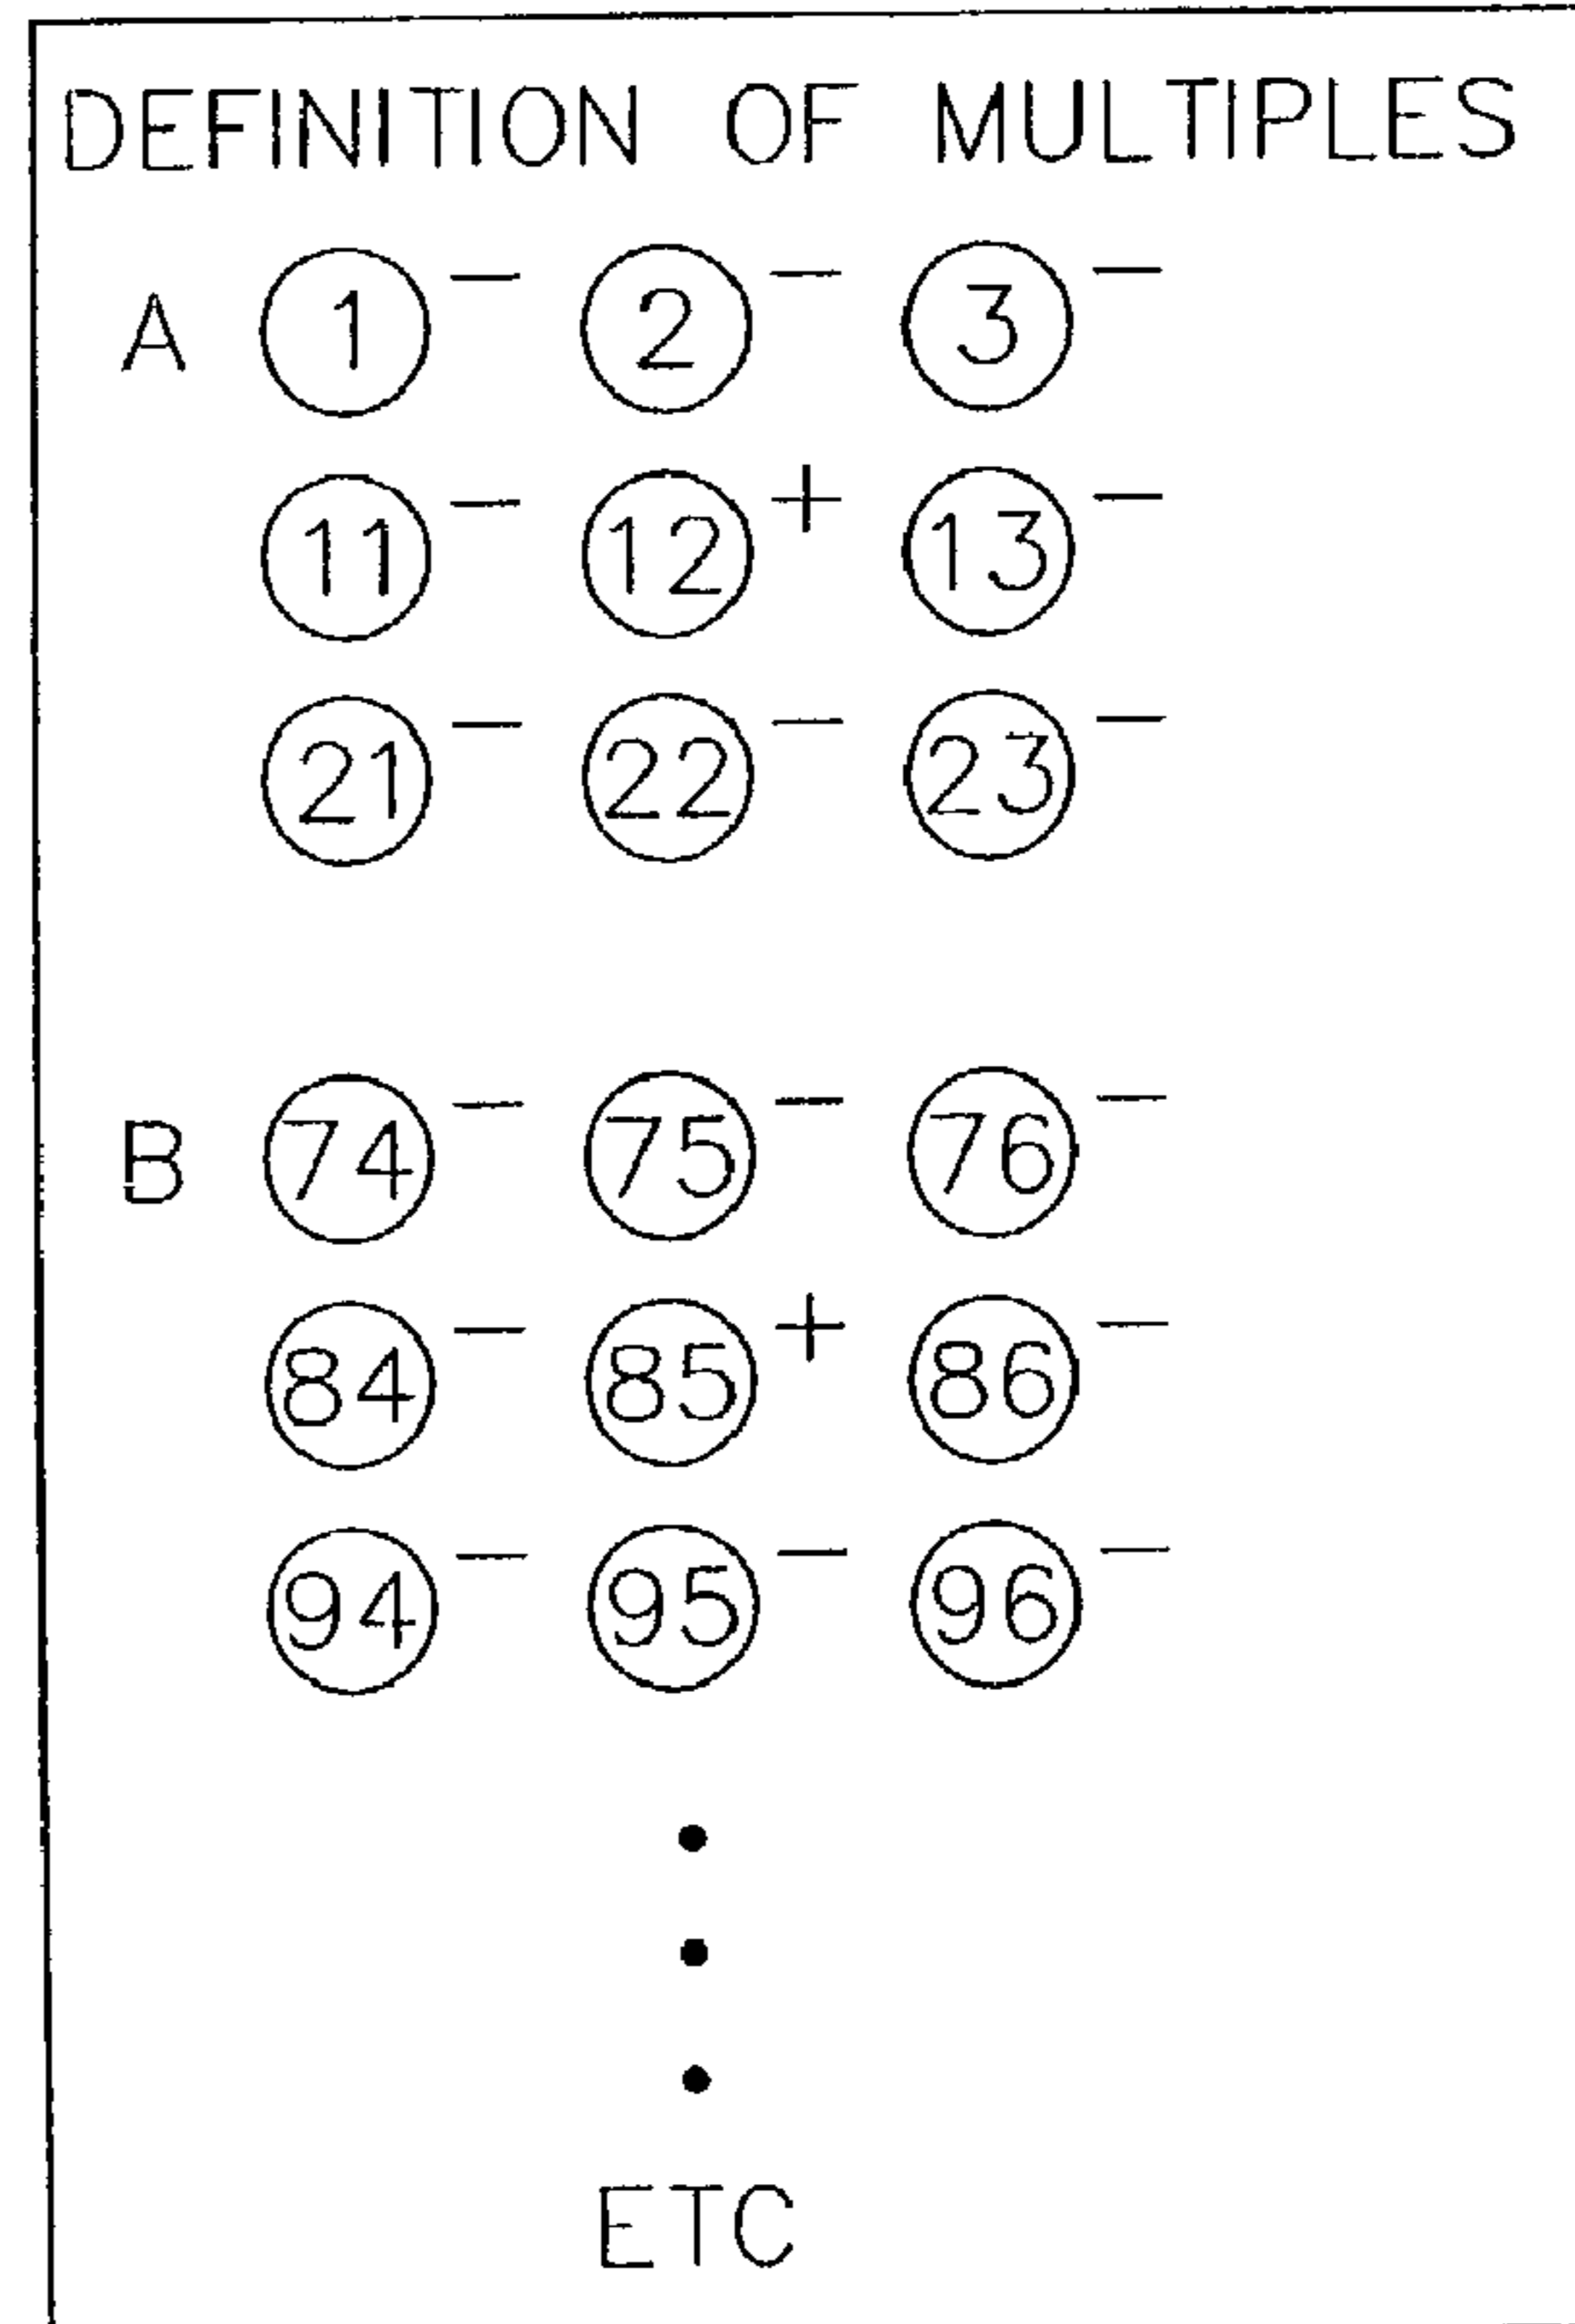 DEFINITION OF MULTIPLES
A 1 − 2 − 3 −
11 − 12 + 13 −
21 − 22 − 23 −
B 74 − 75 − 76 −
84 − 85 + 86 −
94 − 95 − 96 −
ETC